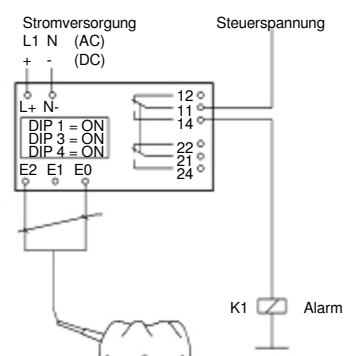 Stromversorgung Steuerspannung
L1 N (AC)
+ - (DC)
L+ N-
12
11
14
DIP 1 = ON
DIP 3 = ON
DIP 4 = ON
22
21
24
E2 E1 E0
K1 Alarm